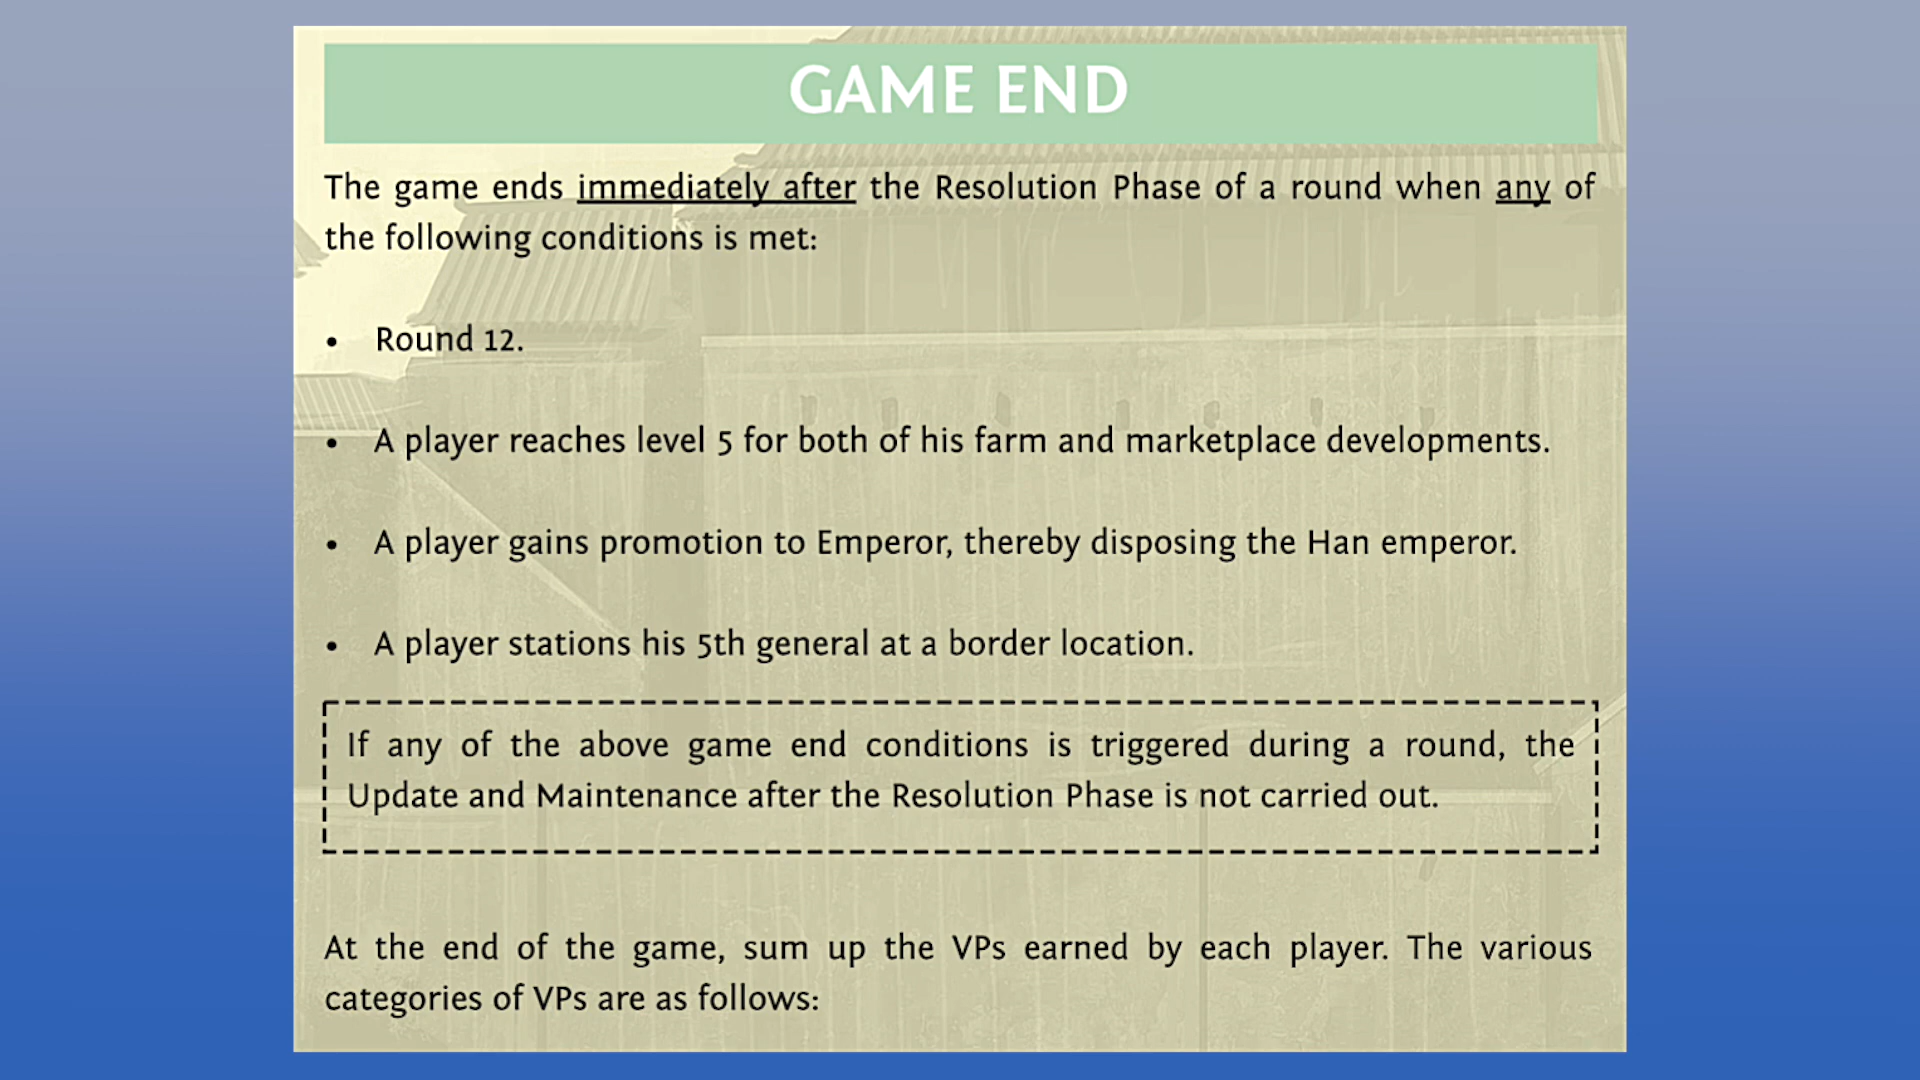 GAME END
The game ends immediately after the Resolution Phase of a round when any of
the following conditions is met:
• Round 12.
• A player reaches level 5 for both of his farm and marketplace developments.
• A player gains promotion to Emperor, thereby disposing the Han emperor.
• A player stations his 5th general at a border location.
If any of the above game end conditions is triggered during a round, the
Update and Maintenance after the Resolution Phase is not carried out.
At the end of the game, sum up the VPs earned by each player. The various
categories of VPs are as follows: